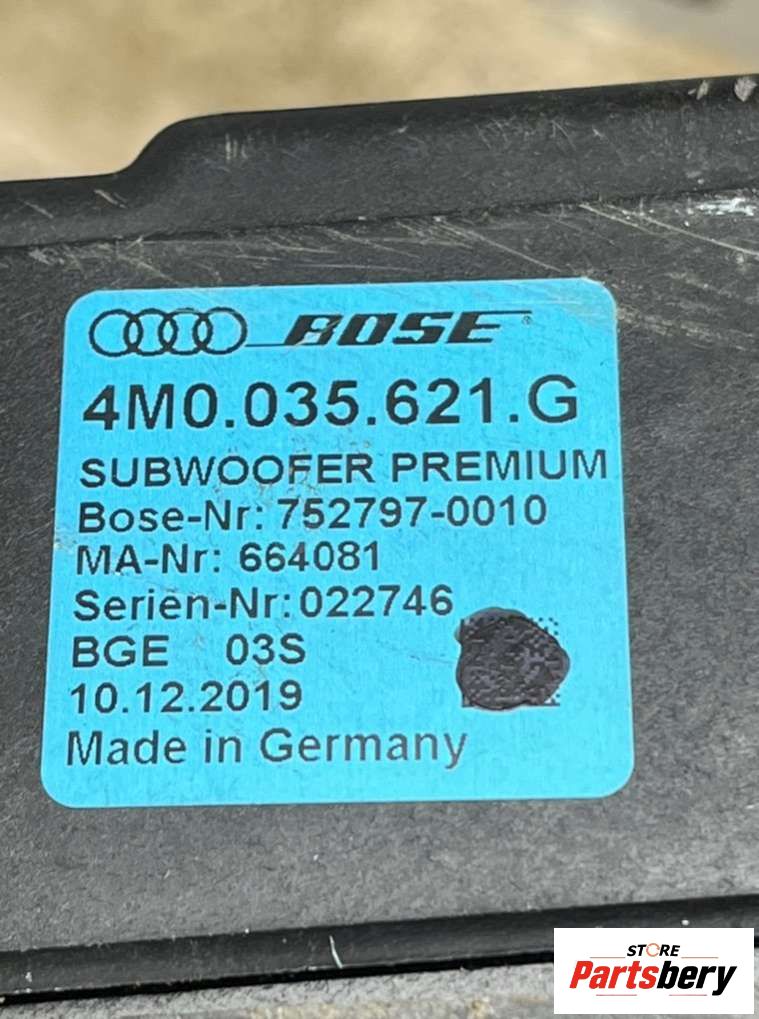 BOSE®
4M0.035.621.G
SUBWOOFER PREMIUM
Bose-Nr: 752797-0010
MA-Nr: 664081
Serien-Nr: 022746
BGE 03S
10.12.2019
Made in Germany
STORE
Partsbery